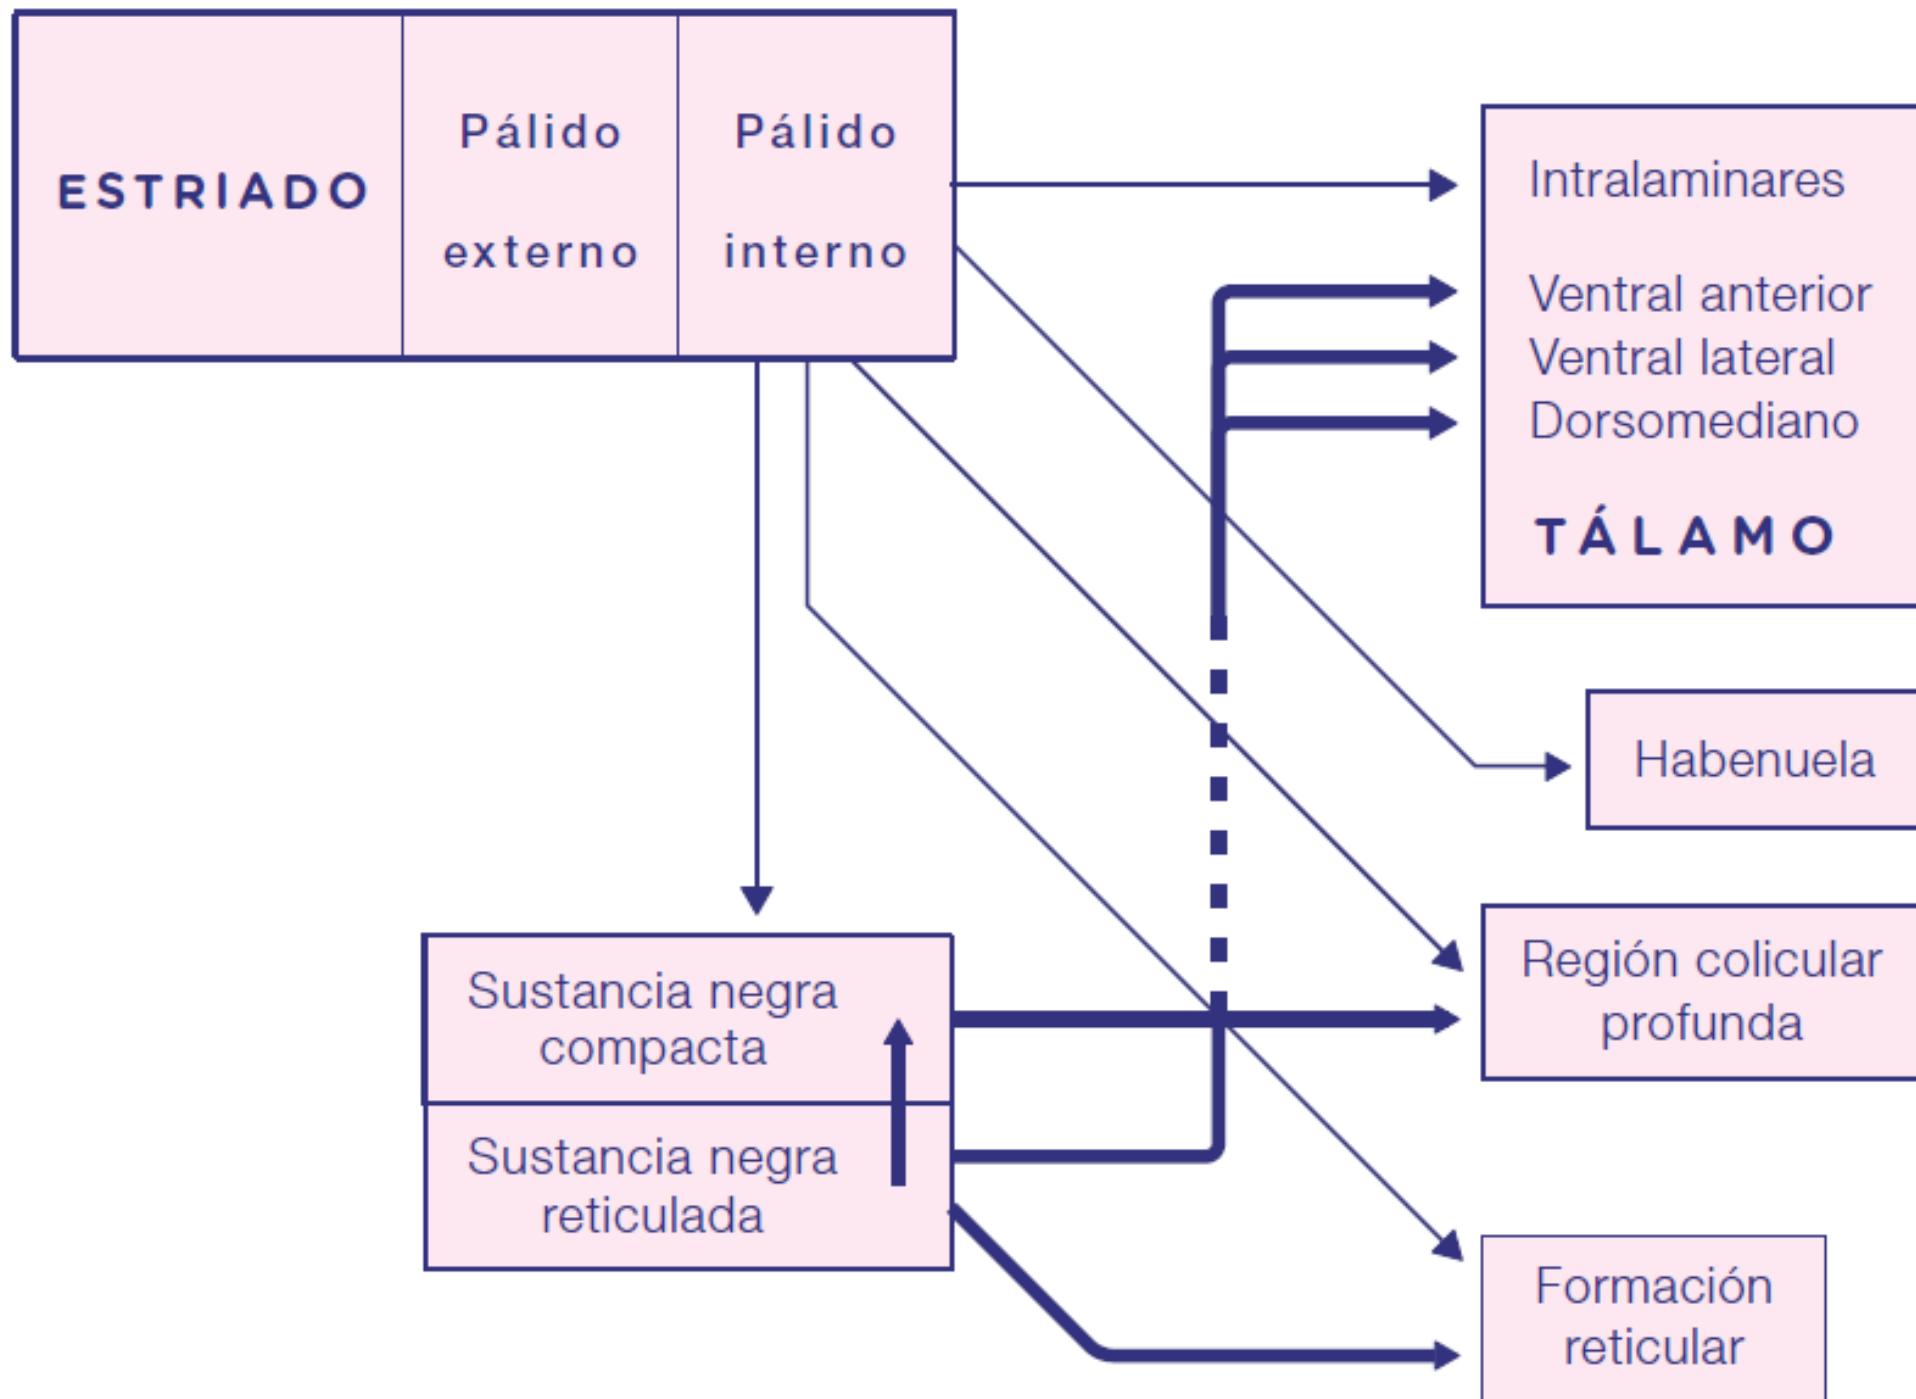 ESTRIADO
Pálido
externo
Pálido
interno
Intralaminares
Ventral anterior
Ventral lateral
Dorsomediano
TÁLAMO
Habenuela
Región colicular
profunda
Sustancia negra
compacta
Sustancia negra
reticulada
Formación
reticular